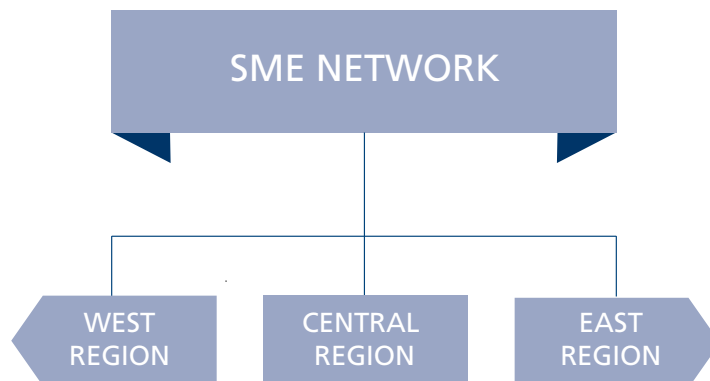 SME NETWORK
WEST
REGION
CENTRAL
REGION
EAST
REGION